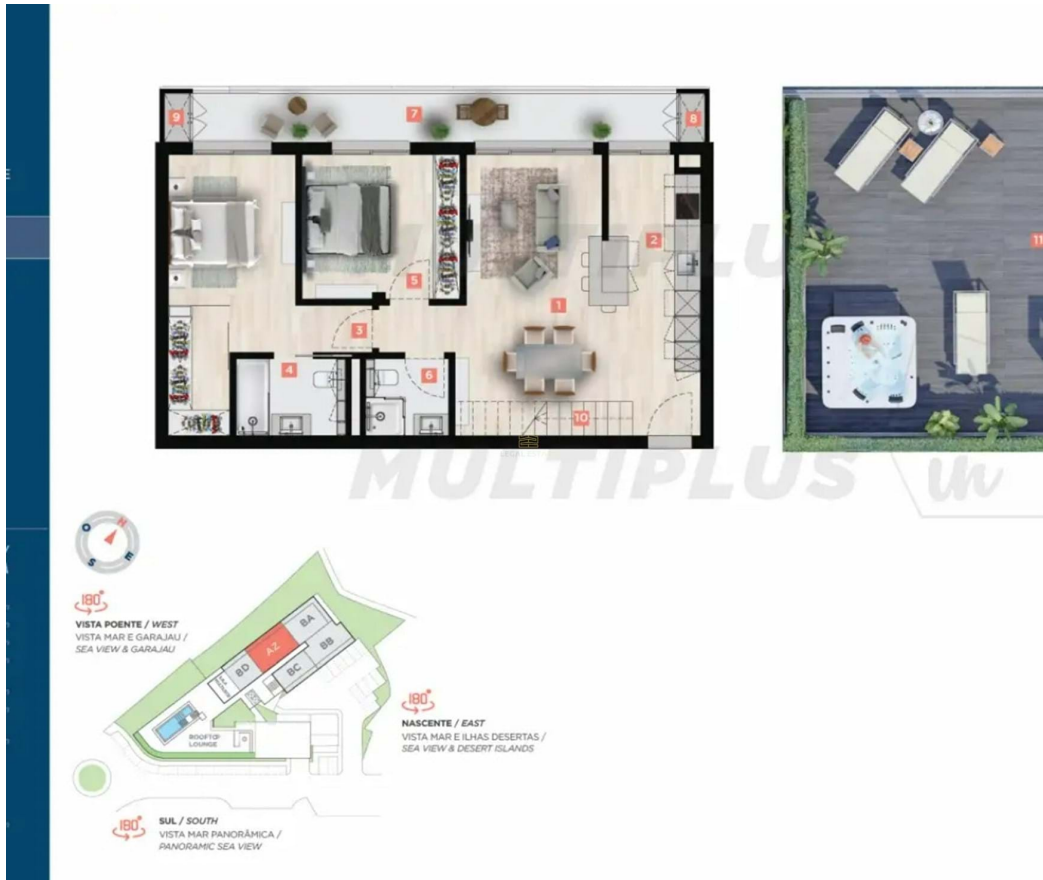 9
7
8
2
11
5
1
3
4
6
10
MULTIPLUS
MULTIPLUS in
N
O
E
S
180°
VISTA POENTE / WEST
VISTA MAR E GARAJAU /
SEA VIEW & GARAJAU
BA
AZ
BB
BD
BC
ROOFTOP
LOUNGE
180°
NASCENTE / EAST
VISTA MAR E ILHAS DESERTAS /
SEA VIEW & DESERT ISLANDS
180°
SUL / SOUTH
VISTA MAR PANORÂMICA /
PANORAMIC SEA VIEW